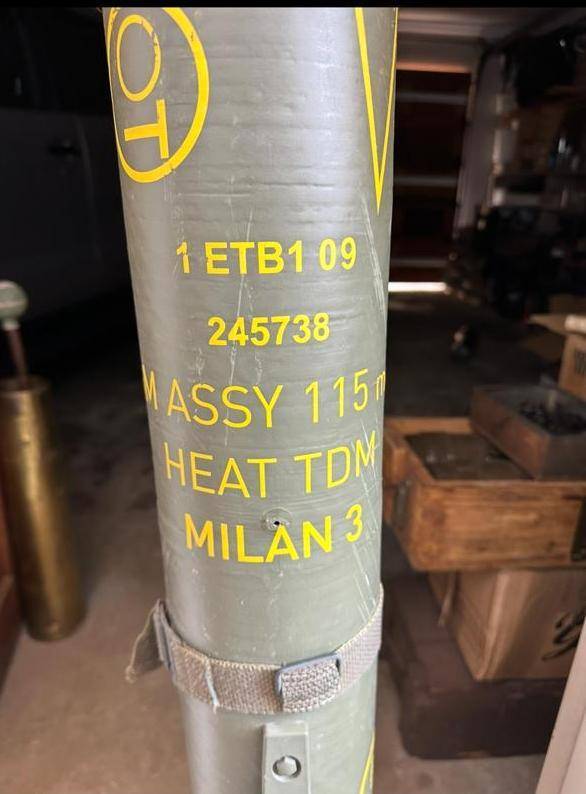 OT
1 ETB1 09
245738
M ASSY 115 m
HEAT TDM
MILAN 3